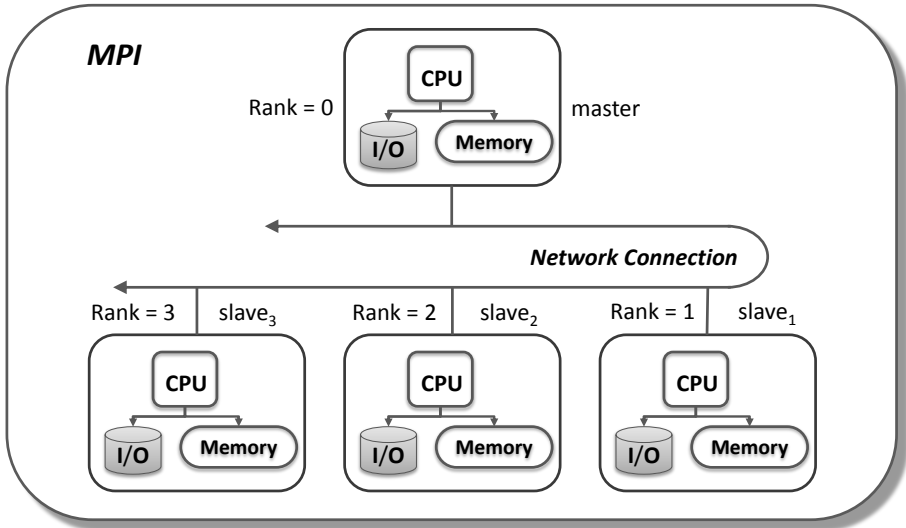 MPI
CPU
Rank = 0
master
I/O
Memory
Network Connection
Rank = 3
slave₃
Rank = 2
slave₂
Rank = 1
slave₁
CPU
CPU
CPU
I/O
Memory
I/O
Memory
I/O
Memory